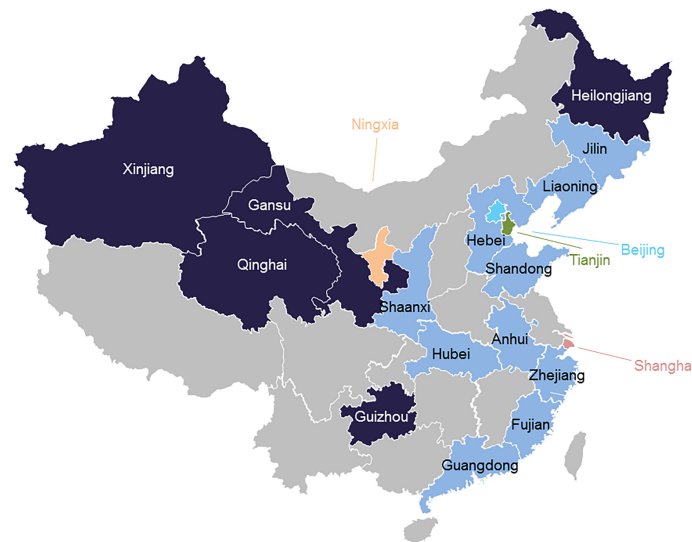 Heilongjiang
Ningxia
Jilin
Xinjiang
Liaoning
Gansu
Hebei
Beijing
Tianjin
Qinghai
Shandong
Shaanxi
Anhui
Hubei
Shangha
Zhejiang
Guizhou
Fujian
Guangdong